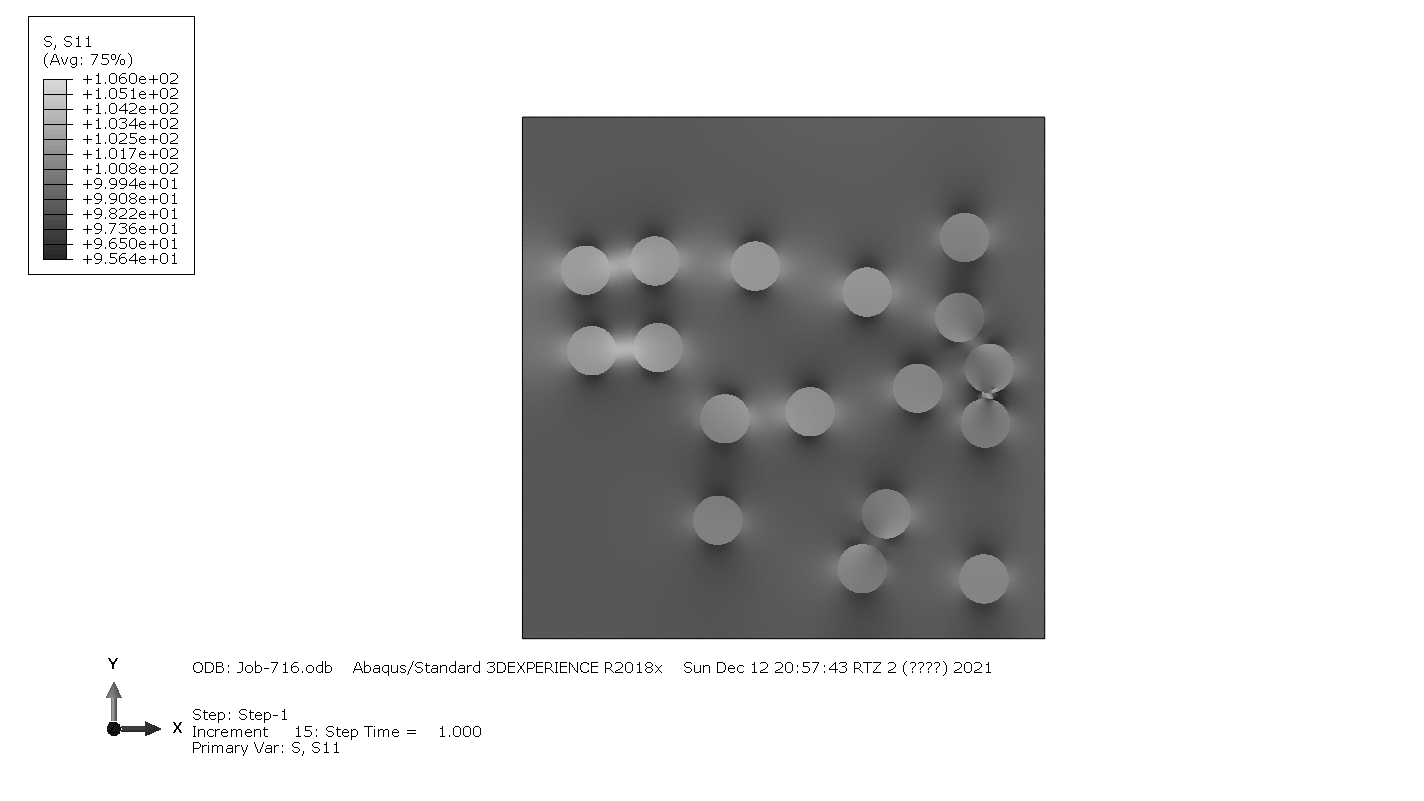 S, S11
(Avg: 75%)
+1.060e+02
+1.051e+02
+1.042e+02
+1.034e+02
+1.025e+02
+1.017e+02
+1.008e+02
+9.994e+01
+9.908e+01
+9.822e+01
+9.736e+01
+9.650e+01
+9.564e+01
Y
X
ODB: Job-716.odb    Abaqus/Standard 3DEXPERIENCE R2018x    Sun Dec 12 20:57:43 RTZ 2 (????) 2021
Step: Step-1
Increment    15: Step Time =    1.000
Primary Var: S, S11